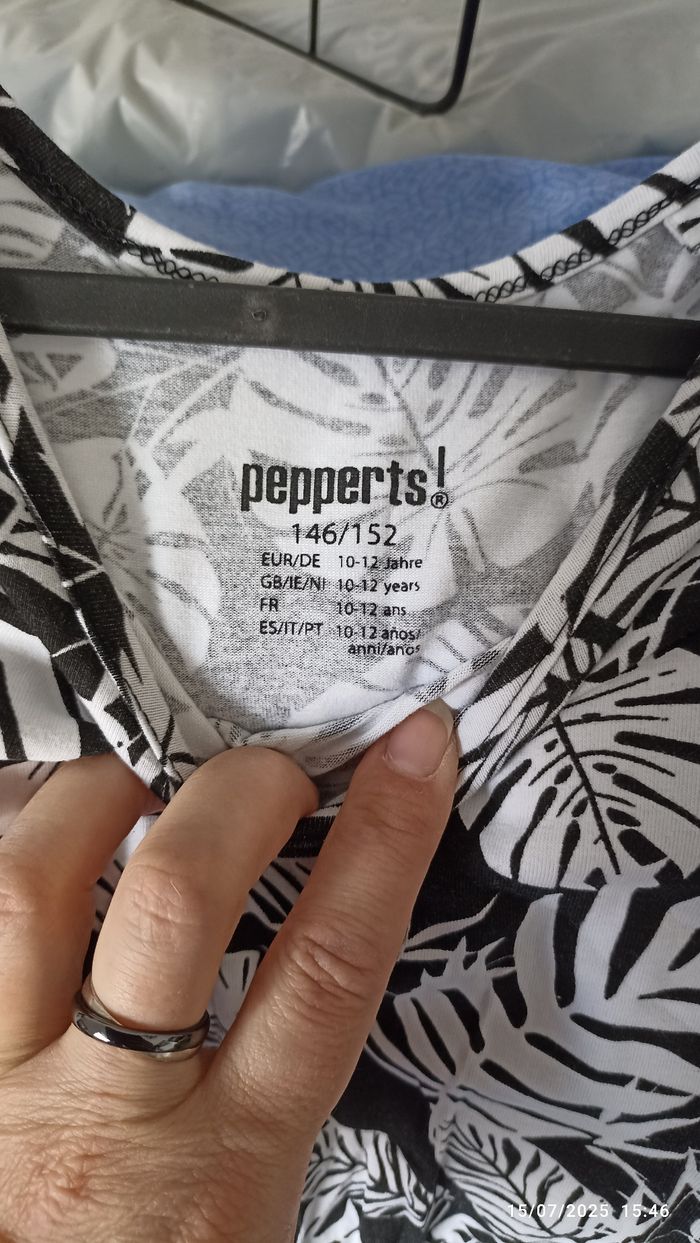 pepperts!®
146/152
EUR/DE 10-12 Jahre
GB/IE/NI 10-12 years
FR 10-12 ans
ES/IT/PT 10-12 años/
anni/anos
15/07/2025 15:46